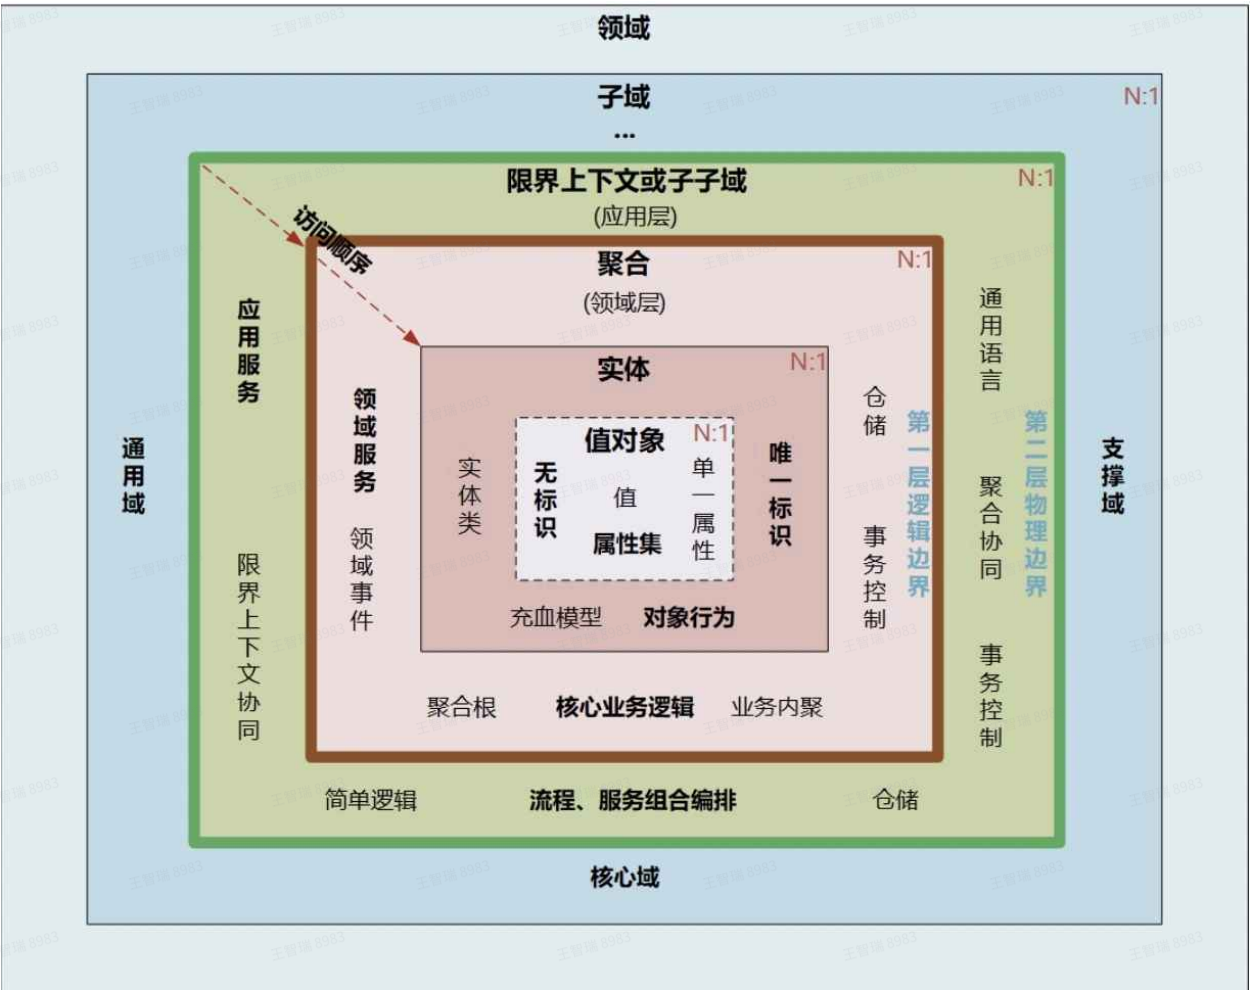 领域
子域
N:1
...
限界上下文或子子域
N:1
(应用层)
访问顺序
聚合
N:1
(领域层)
实体
N:1
值对象
N:1
无标识
值
属性集
单一属性
实体类
唯一标识
充血模型
对象行为
领域服务
领域事件
仓储
事务控制
第一层逻辑边界
聚合根
核心业务逻辑
业务内聚
应用服务
限界上下文协同
通用语言
聚合协同
事务控制
第二层物理边界
简单逻辑
流程、服务组合编排
仓储
通用域
支撑域
核心域
王智瑞 8983